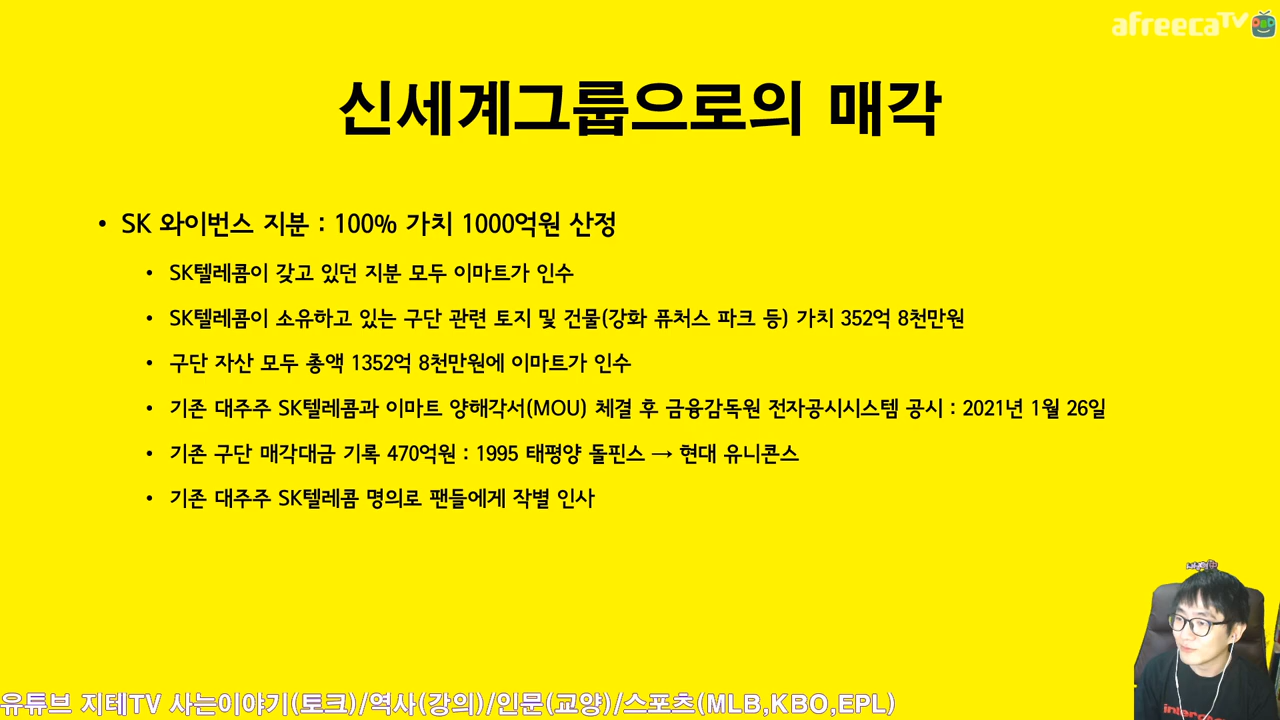 afreecaTV
신세계그룹으로의 매각
• SK 와이번스 지분 : 100% 가치 1000억원 산정
• SK텔레콤이 갖고 있던 지분 모두 이마트가 인수
• SK텔레콤이 소유하고 있는 구단 관련 토지 및 건물(강화 퓨처스 파크 등) 가치 352억 8천만원
• 구단 자산 모두 총액 1352억 8천만원에 이마트가 인수
• 기존 대주주 SK텔레콤과 이마트 양해각서(MOU) 체결 후 금융감독원 전자공시시스템 공시 : 2021년 1월 26일
• 기존 구단 매각대금 기록 470억원 : 1995 태평양 돌핀스 → 현대 유니콘스
• 기존 대주주 SK텔레콤 명의로 팬들에게 작별 인사
유튜브 지테TV 사는이야기(토크)/역사(강의)/인문(교양)/스포츠(MLB,KBO,EPL)